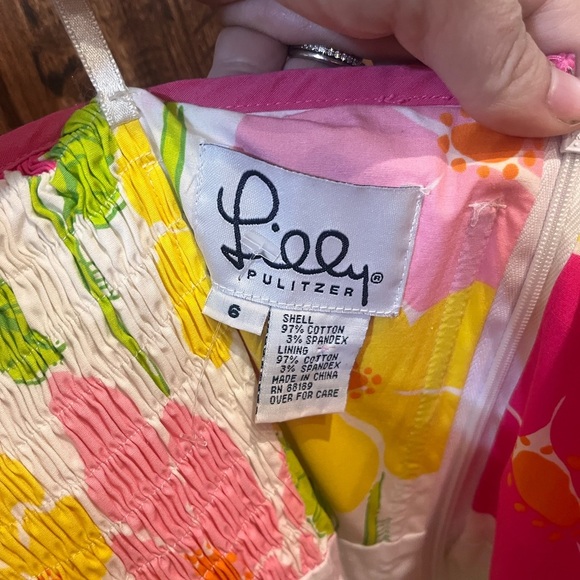 Lilly®
PULITZER
6
SHELL
97% COTTON
3% SPANDEX
LINING
97% COTTON
3% SPANDEX
MADE IN CHINA
RN 68169
OVER FOR CARE